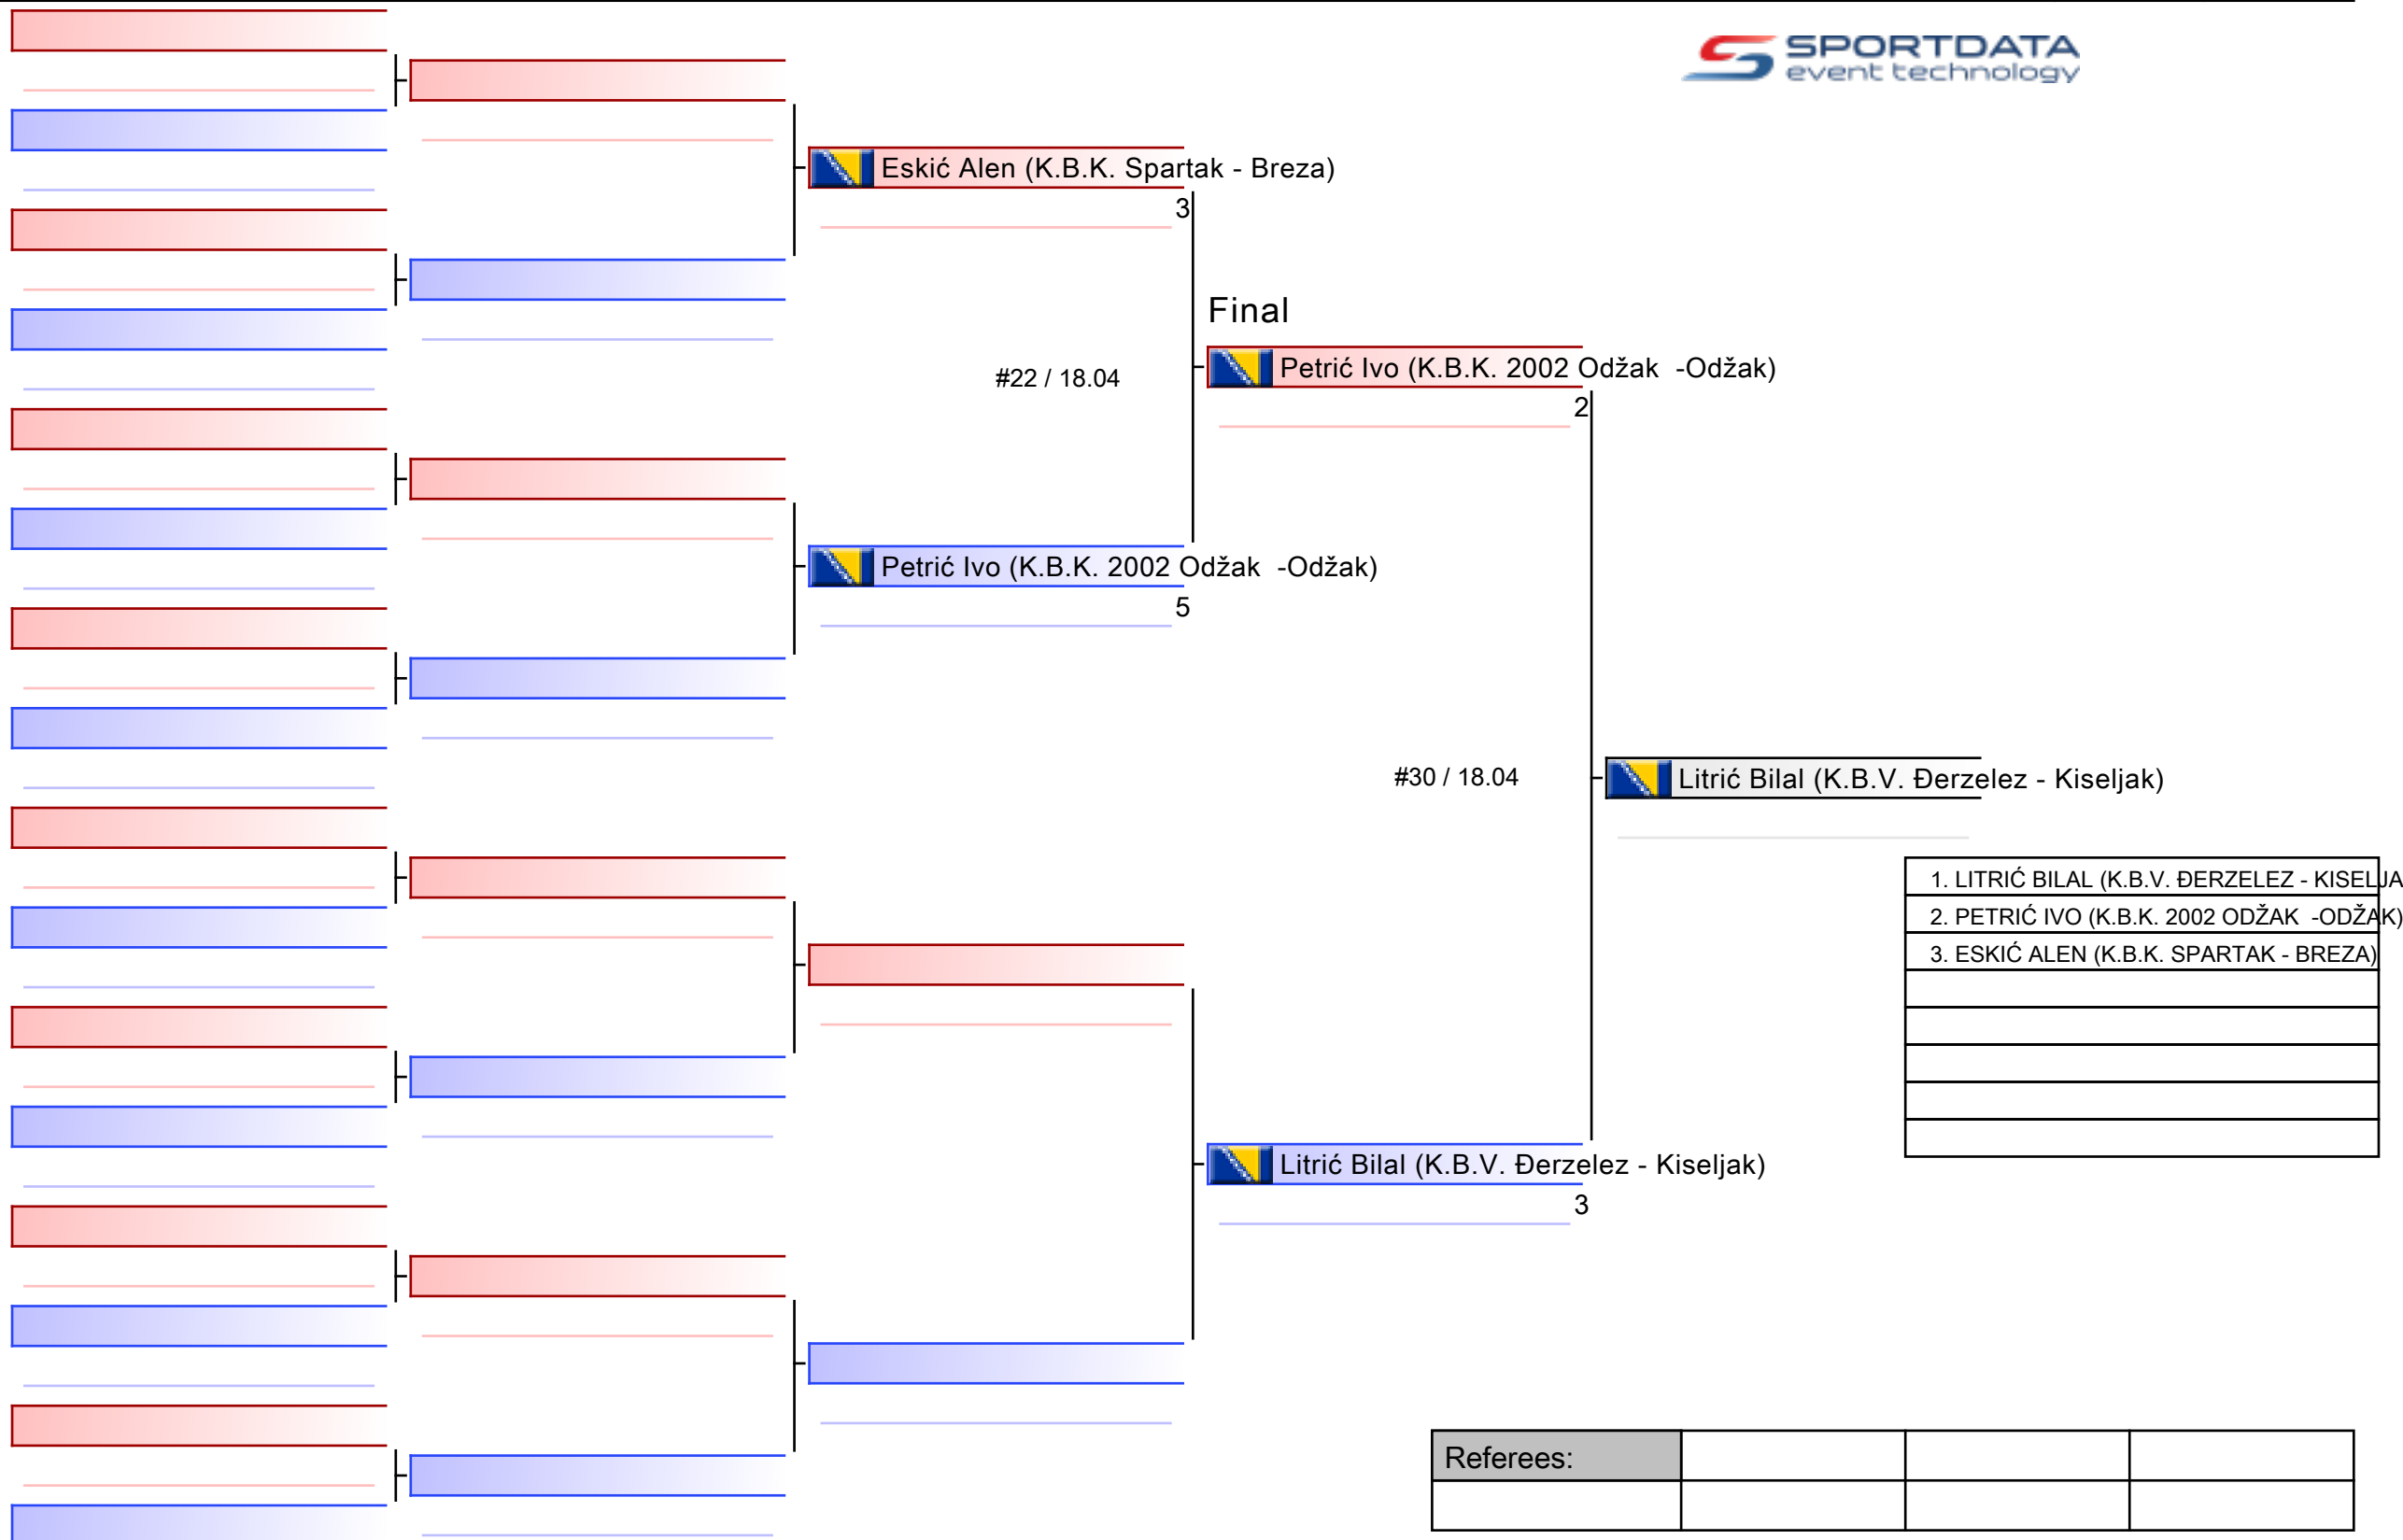 SPORTDATA
event technology
Eskić Alen (K.B.K. Spartak - Breza)
3
Final
#22 / 18.04
Petrić Ivo (K.B.K. 2002 Odžak  -Odžak)
2
Petrić Ivo (K.B.K. 2002 Odžak  -Odžak)
5
#30 / 18.04
Litrić Bilal (K.B.V. Đerzelez - Kiseljak)
1. LITRIĆ BILAL (K.B.V. ĐERZELEZ - KISELJA
2. PETRIĆ IVO (K.B.K. 2002 ODŽAK  -ODŽAK)
3. ESKIĆ ALEN (K.B.K. SPARTAK - BREZA)
Litrić Bilal (K.B.V. Đerzelez - Kiseljak)
3
Referees: